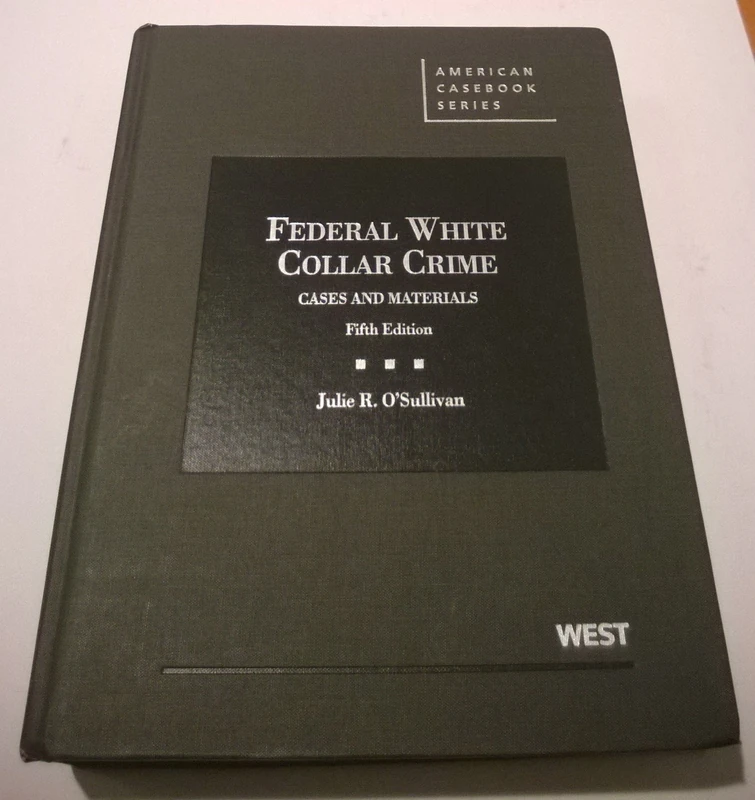 AMERICAN
CASEBOOK
SERIES
FEDERAL WHITE
COLLAR CRIME
CASES AND MATERIALS
Fifth Edition
Julie R. O'Sullivan
WEST